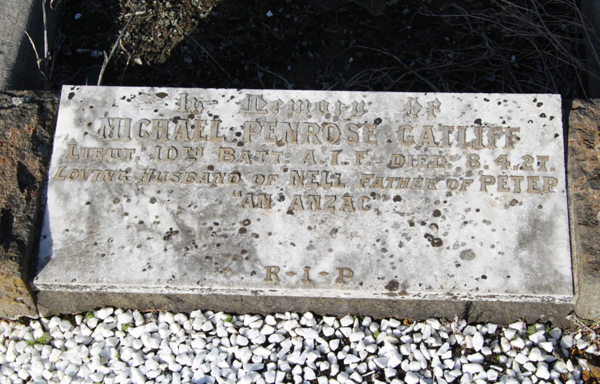 In Memory Of
MICHAEL PENROSE GATLIFF
LIEUT. 10TH BATT. A.I.F. DIED 8.4.27.
LOVING HUSBAND OF NELL FATHER OF PETER
"AN ANZAC"
R-I-P